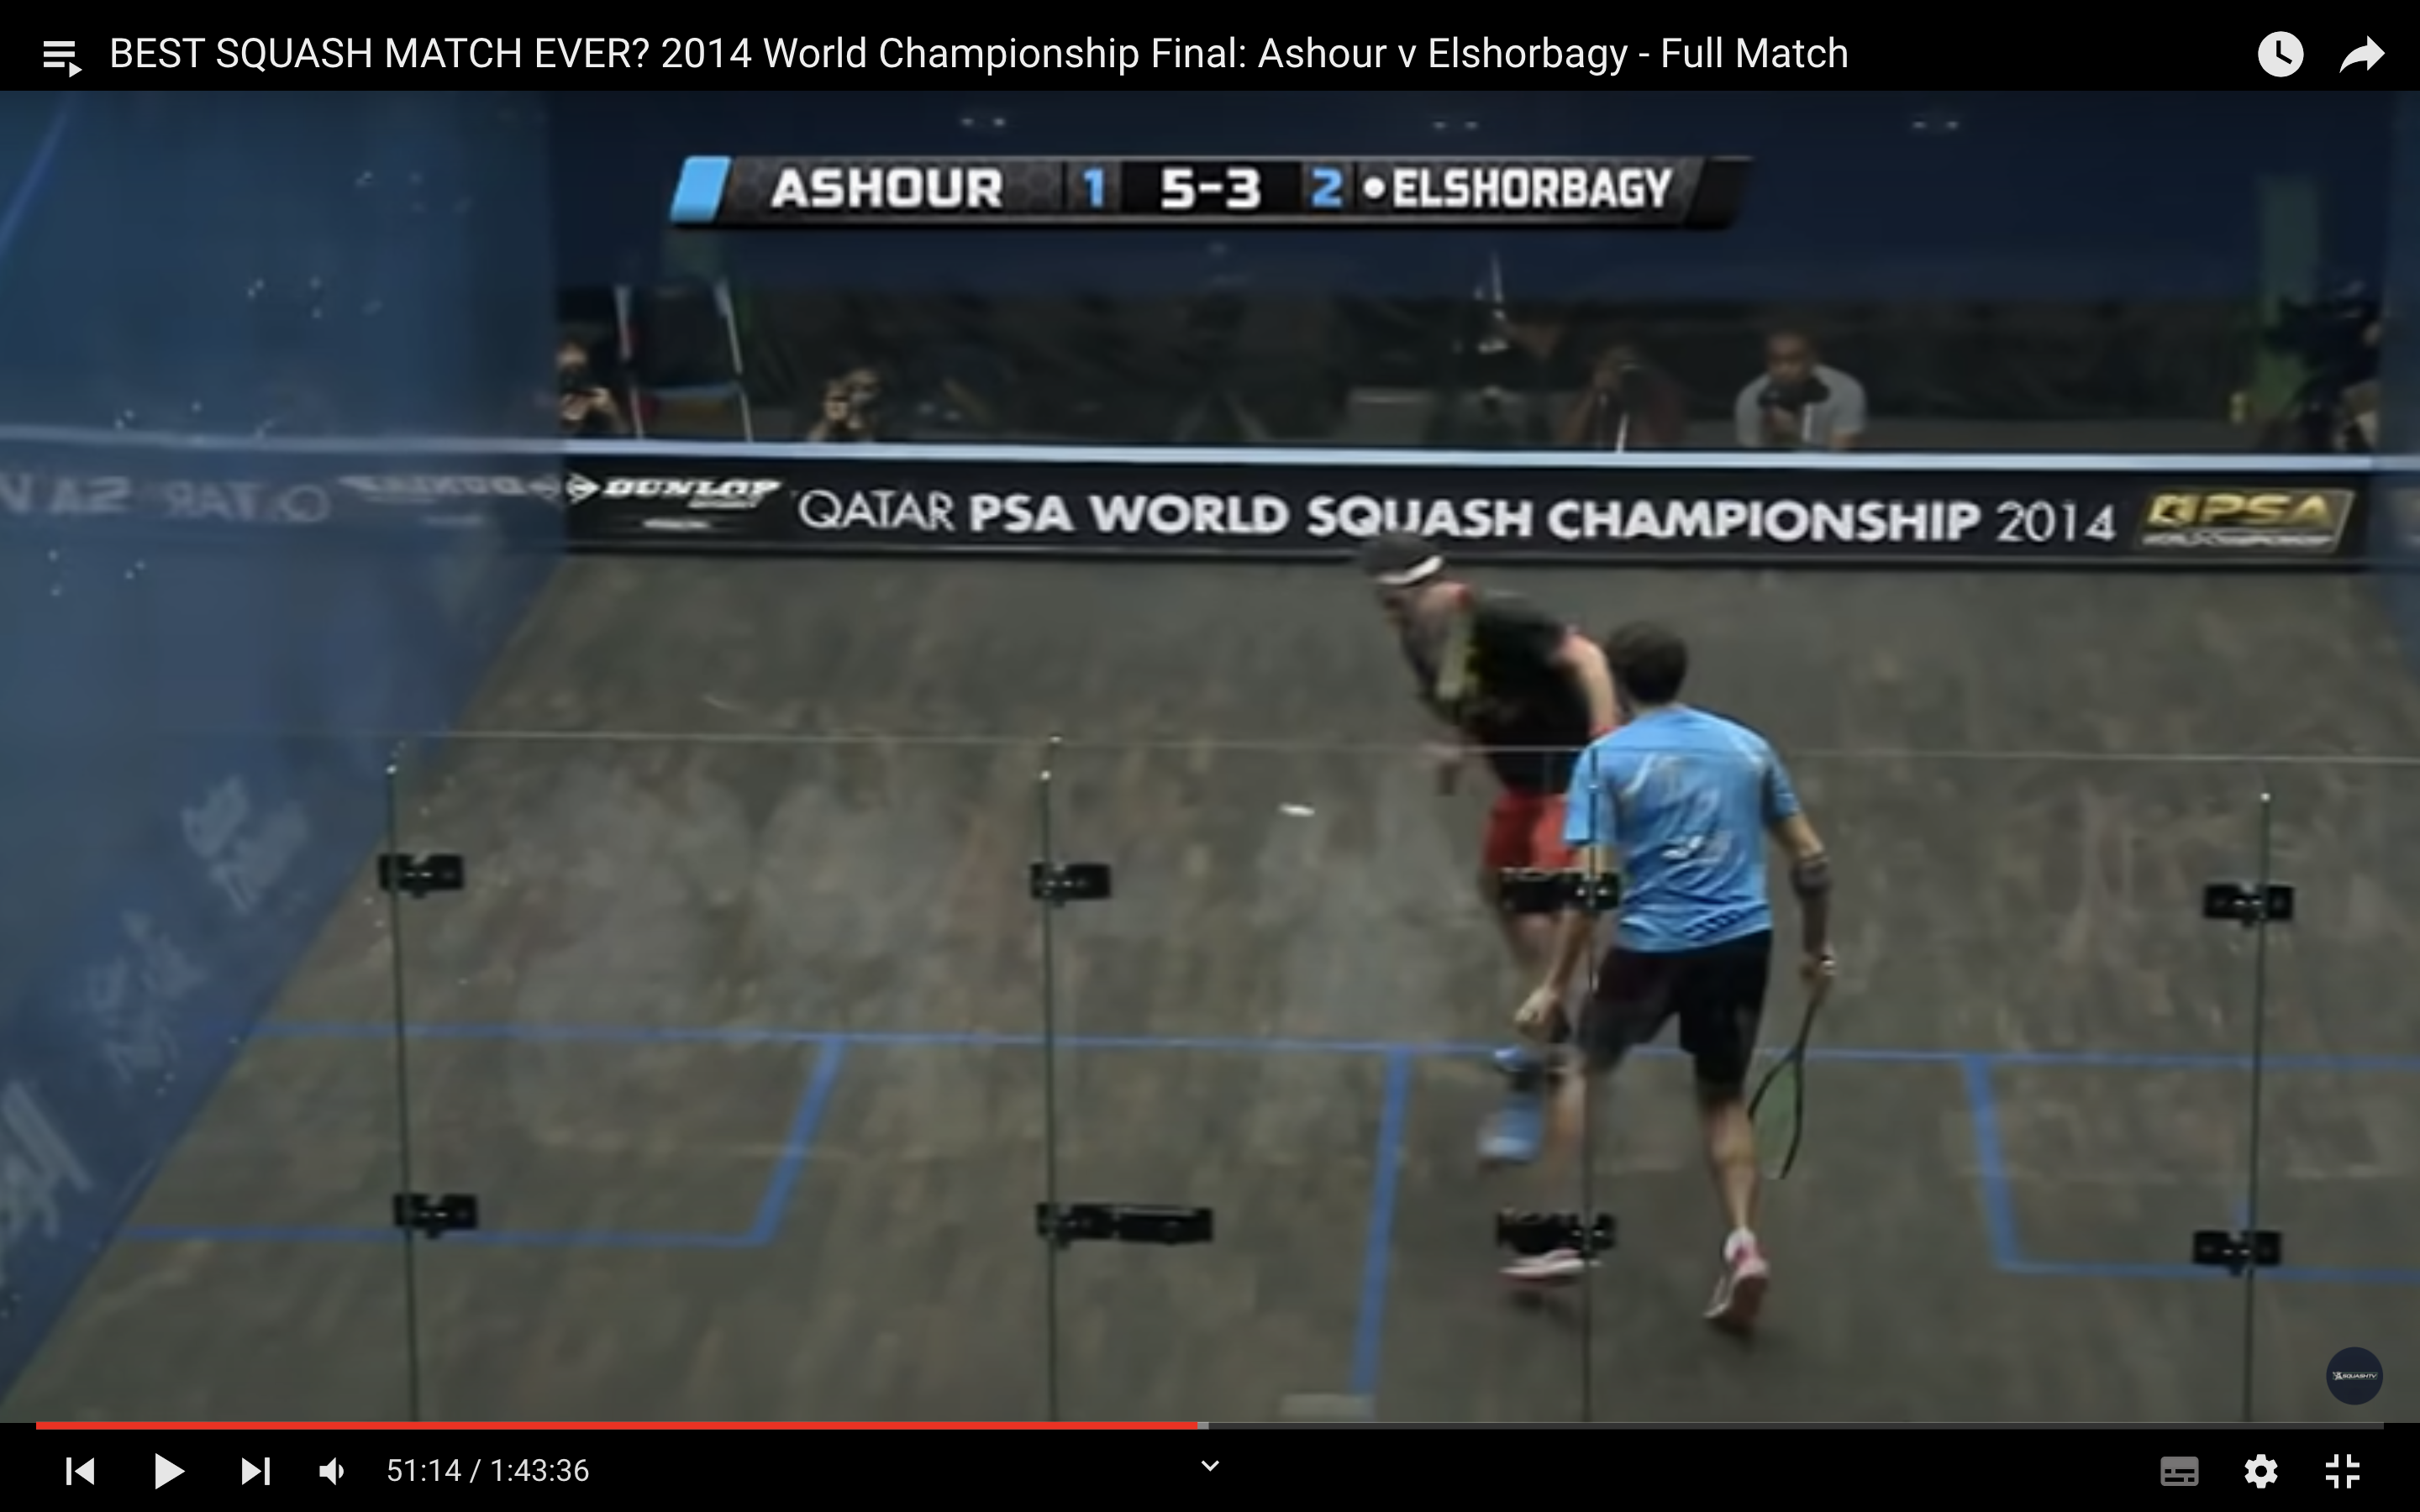 BEST SQUASH MATCH EVER? 2014 World Championship Final: Ashour v Elshorbagy - Full Match
ASHOUR 1 5-3 2 •ELSHORBAGY
DUNLOP QATAR PSA WORLD SQUASH CHAMPIONSHIP 2014 PSA
SQUASHTV
51:14 / 1:43:36